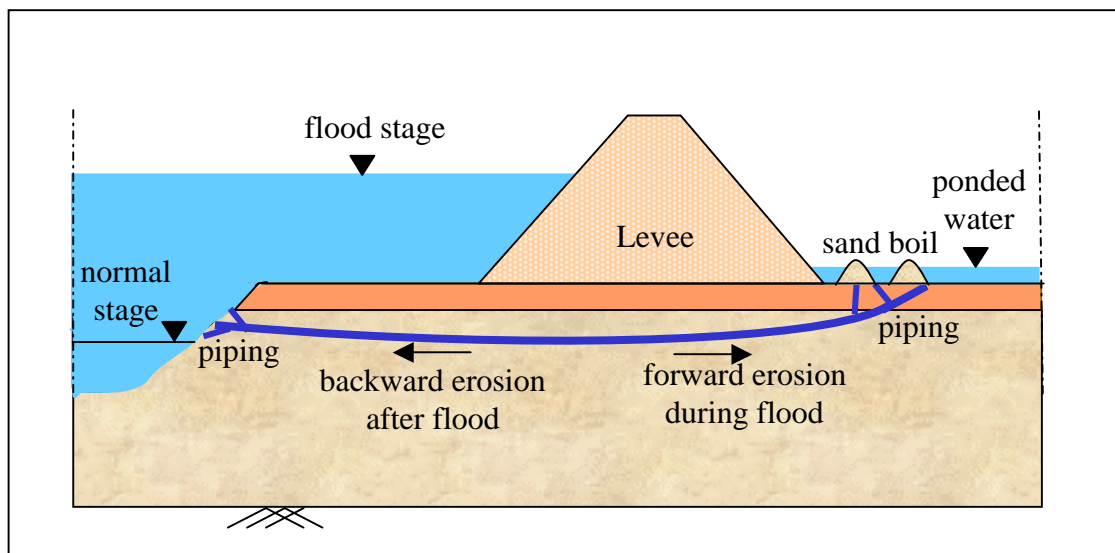 flood stage
ponded
water
Levee
sand boil
normal
stage
piping
piping
backward erosion
after flood
forward erosion
during flood